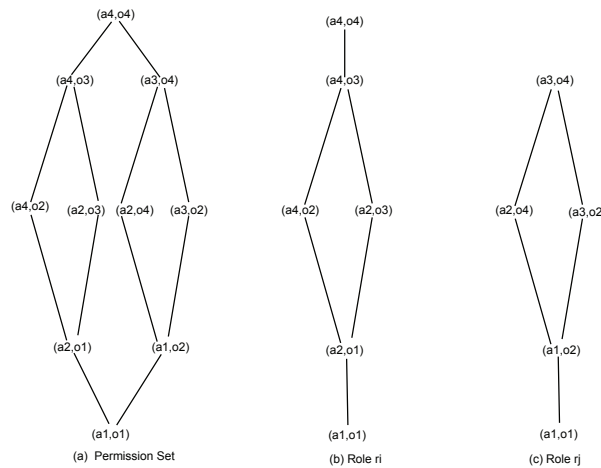 (a4,o4) (a4,o4)
(a4,o3) (a3,o4) (a4,o3) (a3,o4)
(a4,o2) (a2,o3) (a2,o4) (a3,o2) (a4,o2) (a2,o3) (a2,o4) (a3,o2)
(a2,o1) (a1,o2) (a2,o1) (a1,o2)
(a1,o1) (a1,o1) (a1,o1)
(a) Permission Set (b) Role ri (c) Role rj